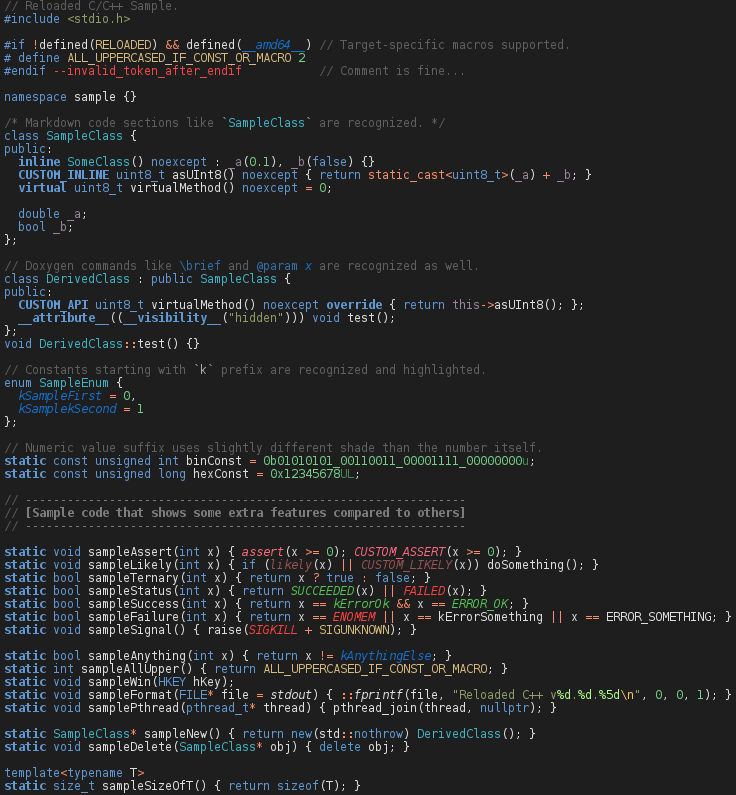 // Reloaded C/C++ Sample.
#include <stdio.h>
#if !defined(RELOADED) && defined(__amd64__) // Target-specific macros supported.
# define ALL_UPPERCASED_IF_CONST_OR_MACRO 2
#endif --invalid_token_after_endif // Comment is fine...
namespace sample {}
/* Markdown code sections like `SampleClass` are recognized. */
class SampleClass {
public:
inline SomeClass() noexcept : _a(0.1), _b(false) {}
CUSTOM_INLINE uint8_t asUInt8() noexcept { return static_cast<uint8_t>(_a) + _b; }
virtual uint8_t virtualMethod() noexcept = 0;
double _a;
bool _b;
};
// Doxygen commands like \brief and @param x are recognized as well.
class DerivedClass : public SampleClass {
public:
CUSTOM_API uint8_t virtualMethod() noexcept override { return this->asUInt8(); };
__attribute__((__visibility__("hidden"))) void test();
};
void DerivedClass::test() {}
// Constants starting with `k` prefix are recognized and highlighted.
enum SampleEnum {
kSampleFirst = 0,
kSamplekSecond = 1
};
// Numeric value suffix uses slightly different shade than the number itself.
static const unsigned int binConst = 0b01010101_00110011_00001111_00000000u;
static const unsigned long hexConst = 0x12345678UL;
// ---------------------------------------------------------------
// [Sample code that shows some extra features compared to others]
// ---------------------------------------------------------------
static void sampleAssert(int x) { assert(x >= 0); CUSTOM_ASSERT(x >= 0); }
static void sampleLikely(int x) { if (likely(x) || CUSTOM_LIKELY(x)) doSomething(); }
static bool sampleTernary(int x) { return x ? true : false; }
static bool sampleStatus(int x) { return SUCCEEDED(x) || FAILED(x); }
static bool sampleSuccess(int x) { return x == kErrorOk && x == ERROR_OK; }
static bool sampleFailure(int x) { return x == ENOMEM || x == kErrorSomething || x == ERROR_SOMETHING; }
static void sampleSignal() { raise(SIGKILL + SIGUNKNOWN); }
static bool sampleAnything(int x) { return x != kAnythingElse; }
static int sampleAllUpper() { return ALL_UPPERCASED_IF_CONST_OR_MACRO; }
static void sampleWin(HKEY hKey);
static void sampleFormat(FILE* file = stdout) { ::fprintf(file, "Reloaded C++ v%d.%d.%5d\n", 0, 0, 1); }
static void samplePthread(pthread_t* thread) { pthread_join(thread, nullptr); }
static SampleClass* sampleNew() { return new(std::nothrow) DerivedClass(); }
static void sampleDelete(SampleClass* obj) { delete obj; }
template<typename T>
static size_t sampleSizeOfT() { return sizeof(T); }